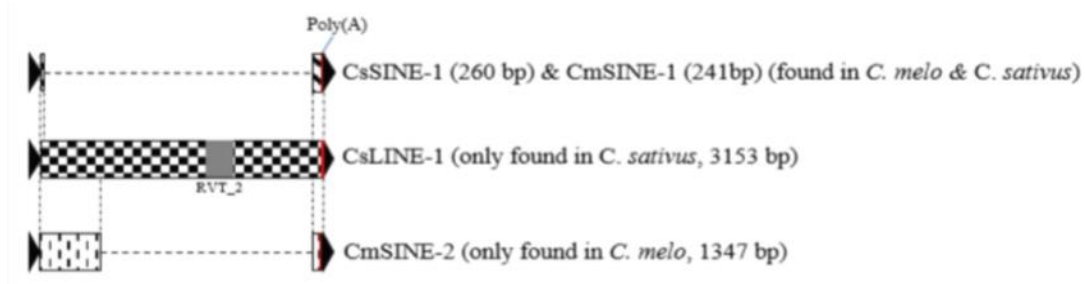 Poly(A)
CsSINE-1 (260 bp) & CmSINE-1 (241bp) (found in C. melo & C. sativus)
CsLINE-1 (only found in C. sativus, 3153 bp)
RVT_2
CmSINE-2 (only found in C. melo, 1347 bp)